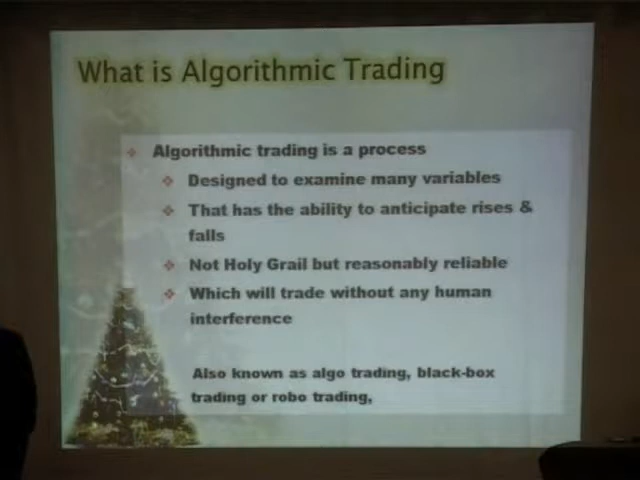 What is Algorithmic Trading
Algorithmic trading is a process
Designed to examine many variables
That has the ability to anticipate rises &
falls
Not Holy Grail but reasonably reliable
Which will trade without any human
interference
Also known as algo trading, black-box
trading or robo trading,